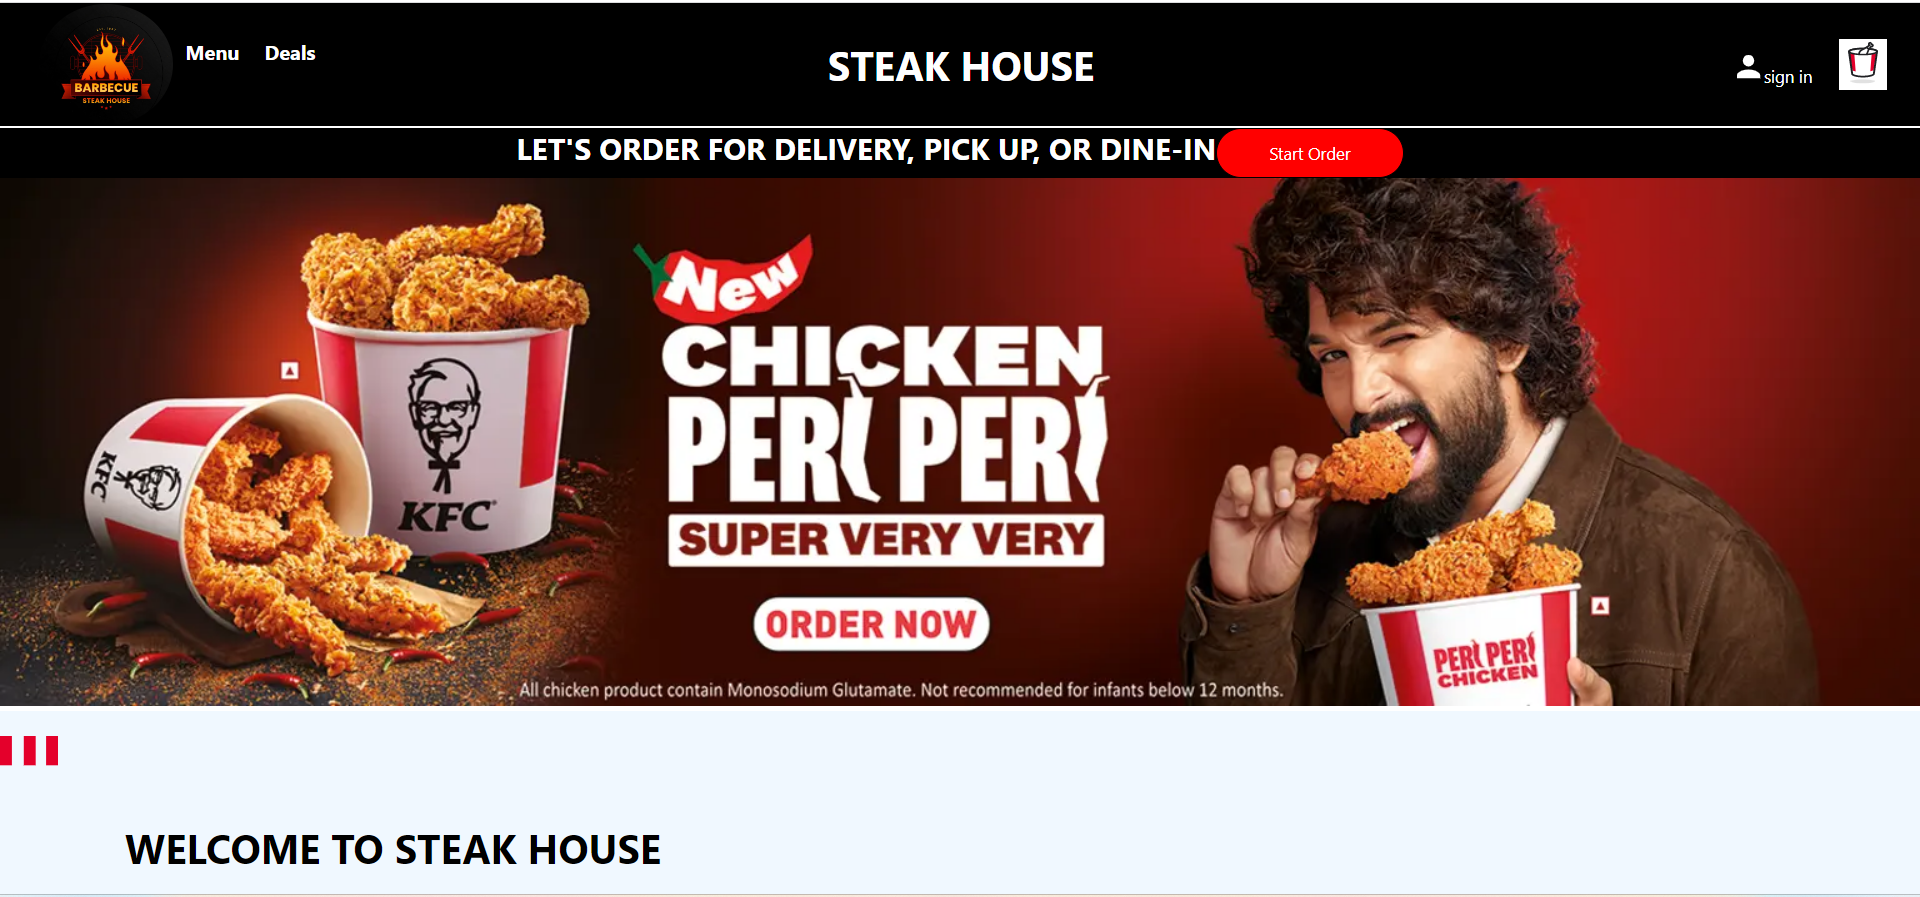 BARBECUE
STEAK HOUSE
Menu Deals
STEAK HOUSE
sign in
LET'S ORDER FOR DELIVERY, PICK UP, OR DINE-IN
Start Order
New
CHICKEN
PERI PERI
SUPER VERY VERY
ORDER NOW
KFC
KFC
PERI PERI
CHICKEN
All chicken product contain Monosodium Glutamate. Not recommended for infants below 12 months.
WELCOME TO STEAK HOUSE